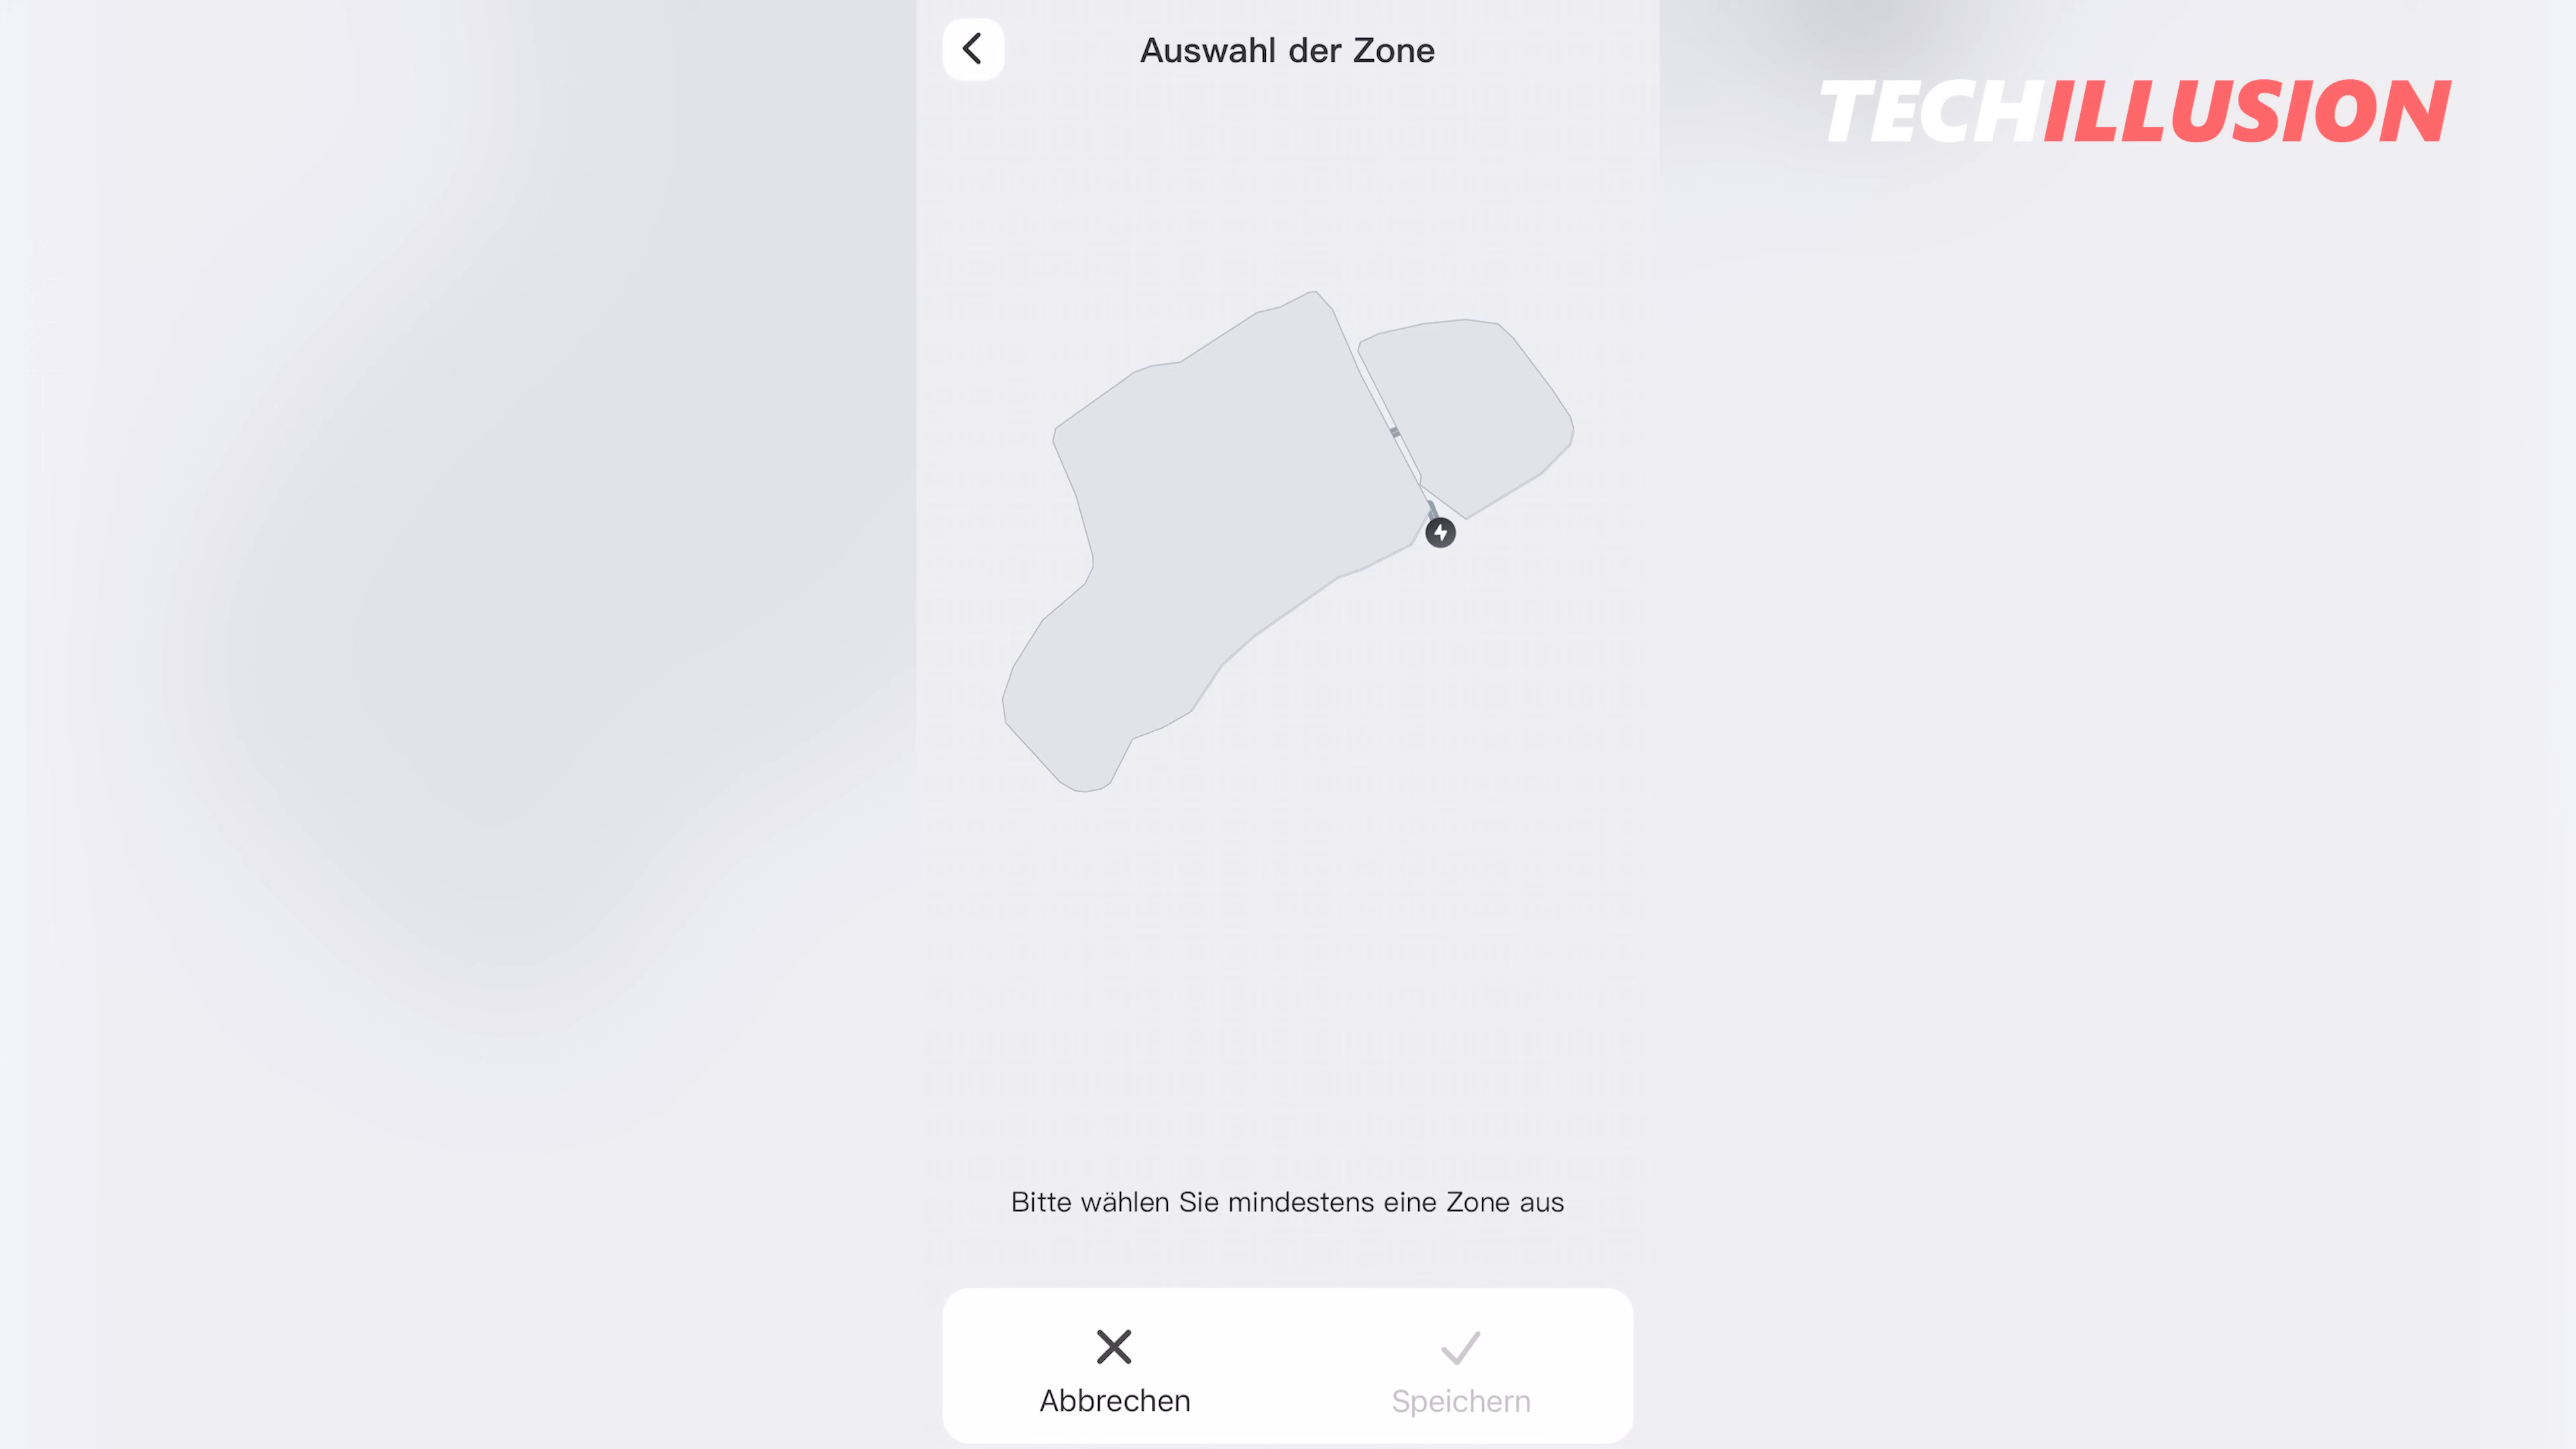 Auswahl der Zone
TECHILLUSION
Bitte wählen Sie mindestens eine Zone aus
Abbrechen
Speichern